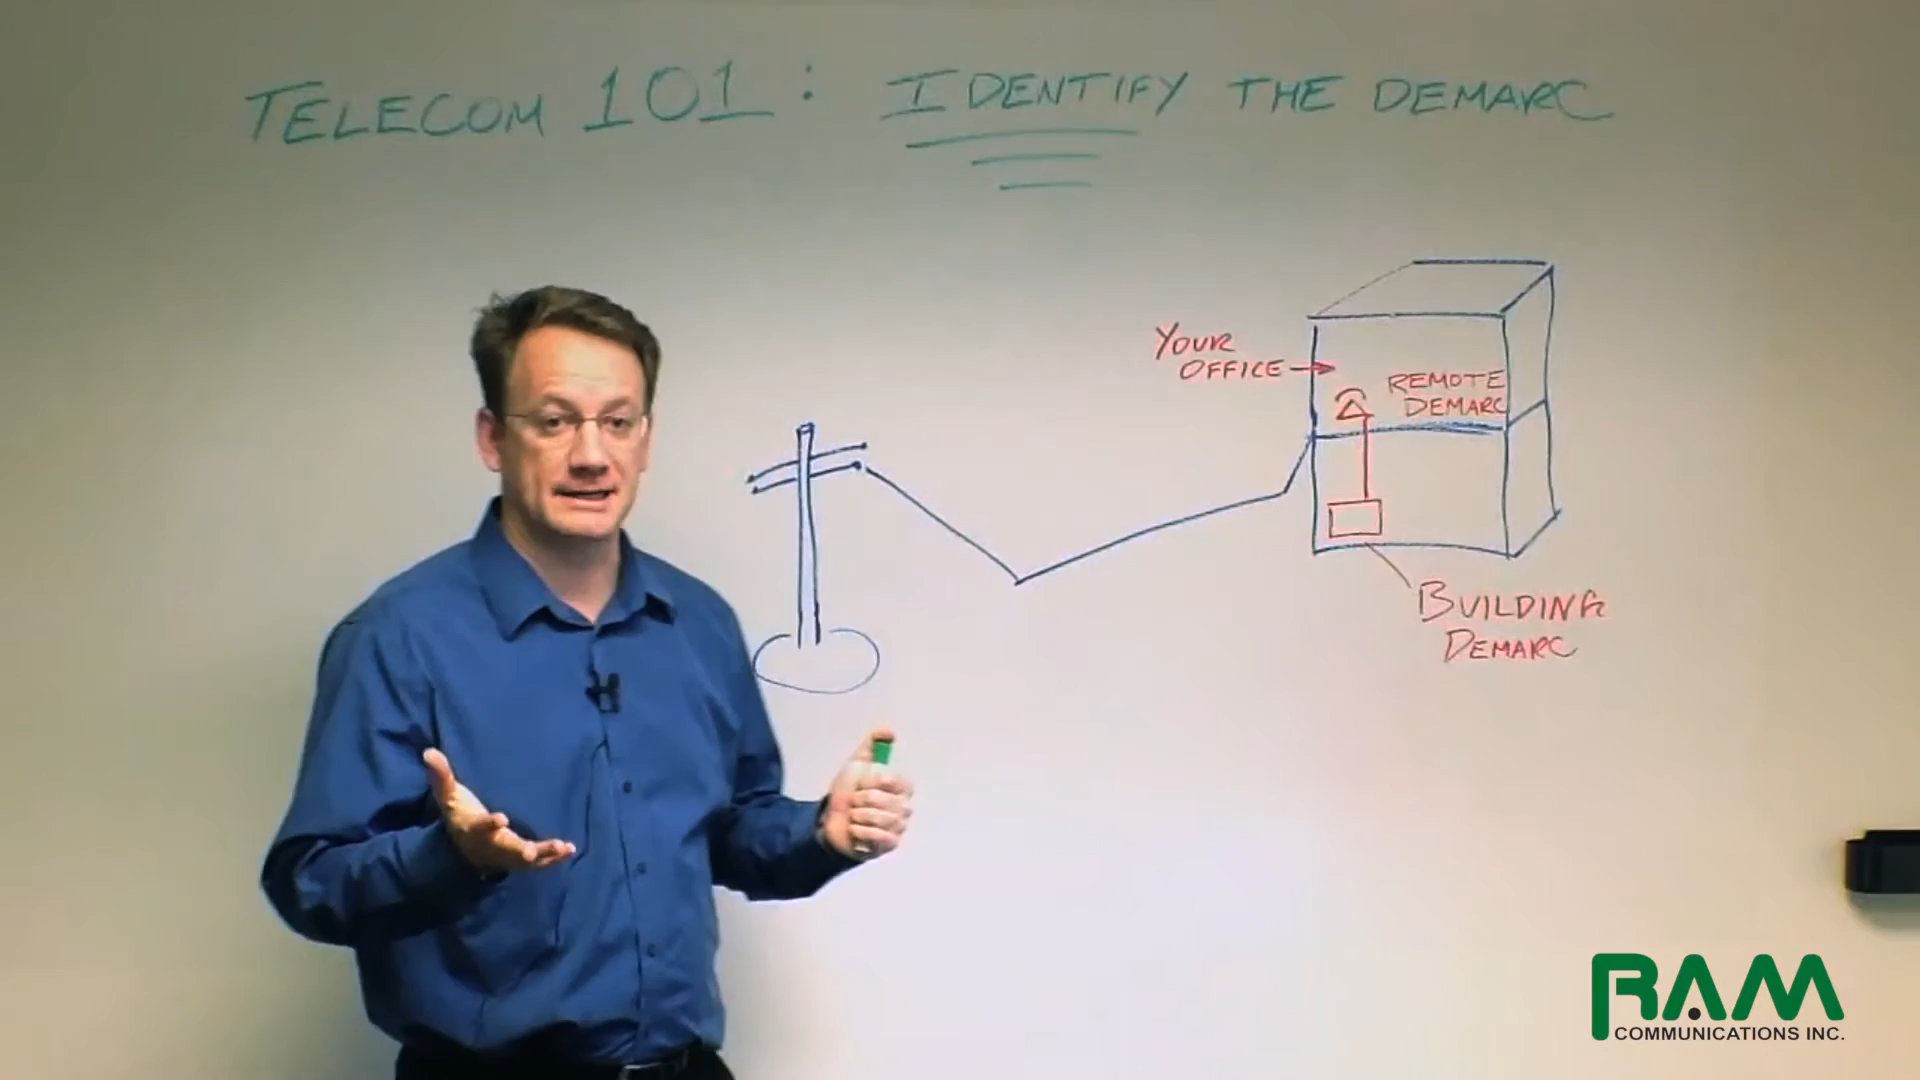 TELECOM 101: IDENTIFY THE DEMARC
YOUR
OFFICE
REMOTE
DEMARC
BUILDING
DEMARC
RAM
COMMUNICATIONS INC.